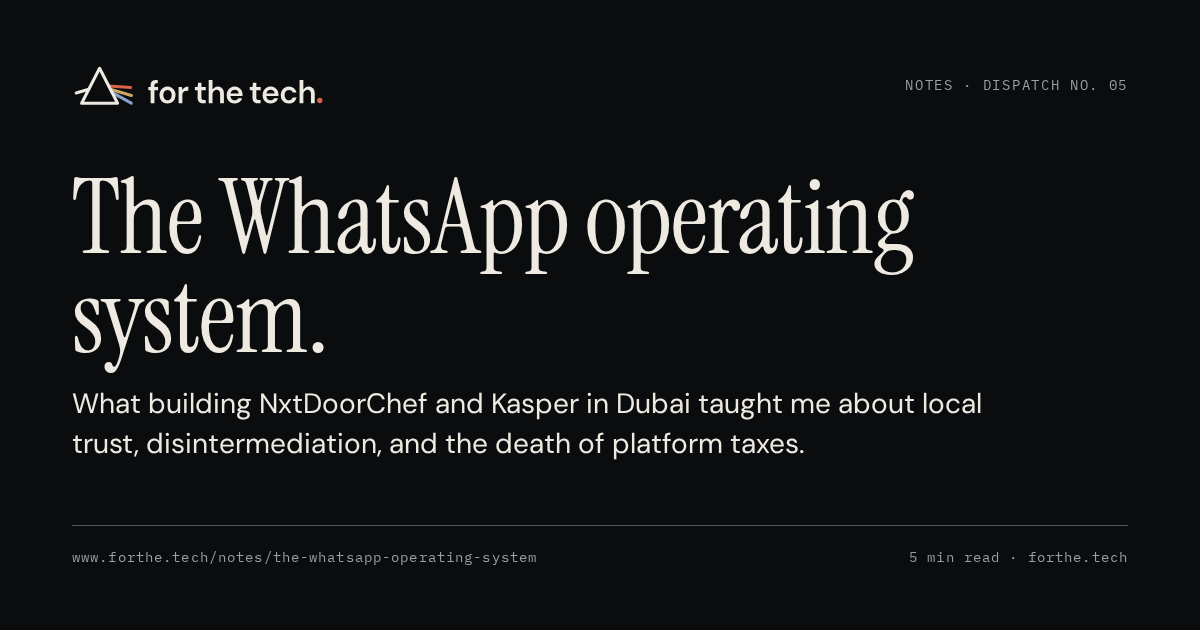 for the tech.
NOTES · DISPATCH NO. 05
The WhatsApp operating
system.
What building NxtDoorChef and Kasper in Dubai taught me about local
trust, disintermediation, and the death of platform taxes.
www.forthe.tech/notes/the-whatsapp-operating-system
5 min read · forthe.tech